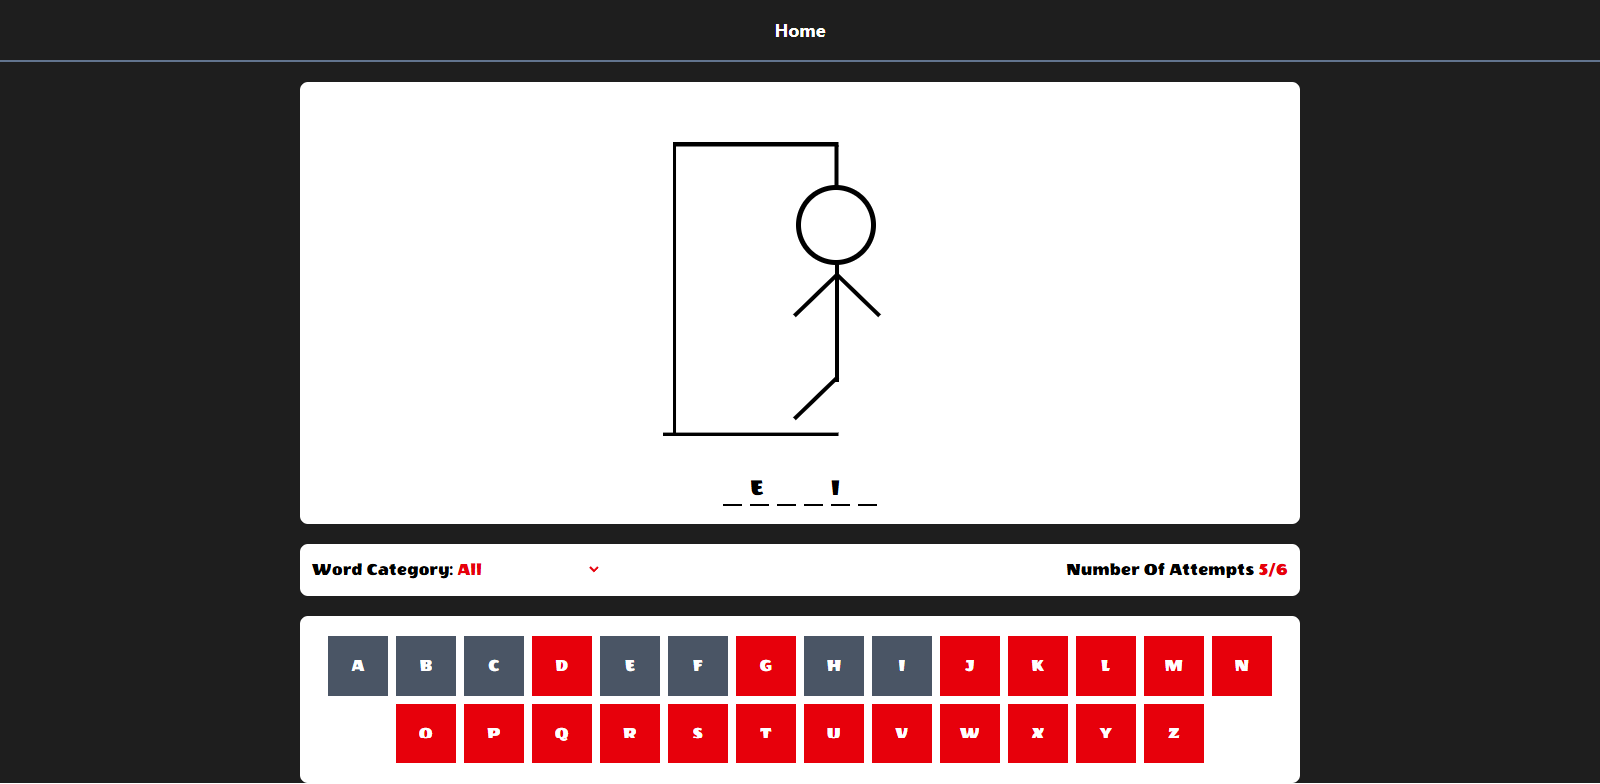 Home
_ E _ _ I _
Word Category: All
Number Of Attempts 5/6
A B C D E F G H I J K L M N
O P Q R S T U V W X Y Z